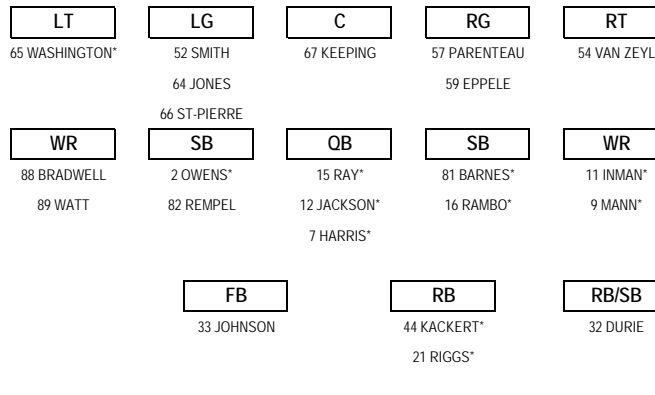 LT LG C RG RT
65 WASHINGTON* 52 SMITH 67 KEEPING 57 PARENTEAU 54 VAN ZEYL
64 JONES 59 EPPELE
66 ST-PIERRE
WR SB QB SB WR
88 BRADWELL 2 OWENS* 15 RAY* 81 BARNES* 11 INMAN*
89 WATT 82 REMPEL 12 JACKSON* 16 RAMBO* 9 MANN*
7 HARRIS*
FB RB RB/SB
33 JOHNSON 44 KACKERT* 32 DURIE
21 RIGGS*